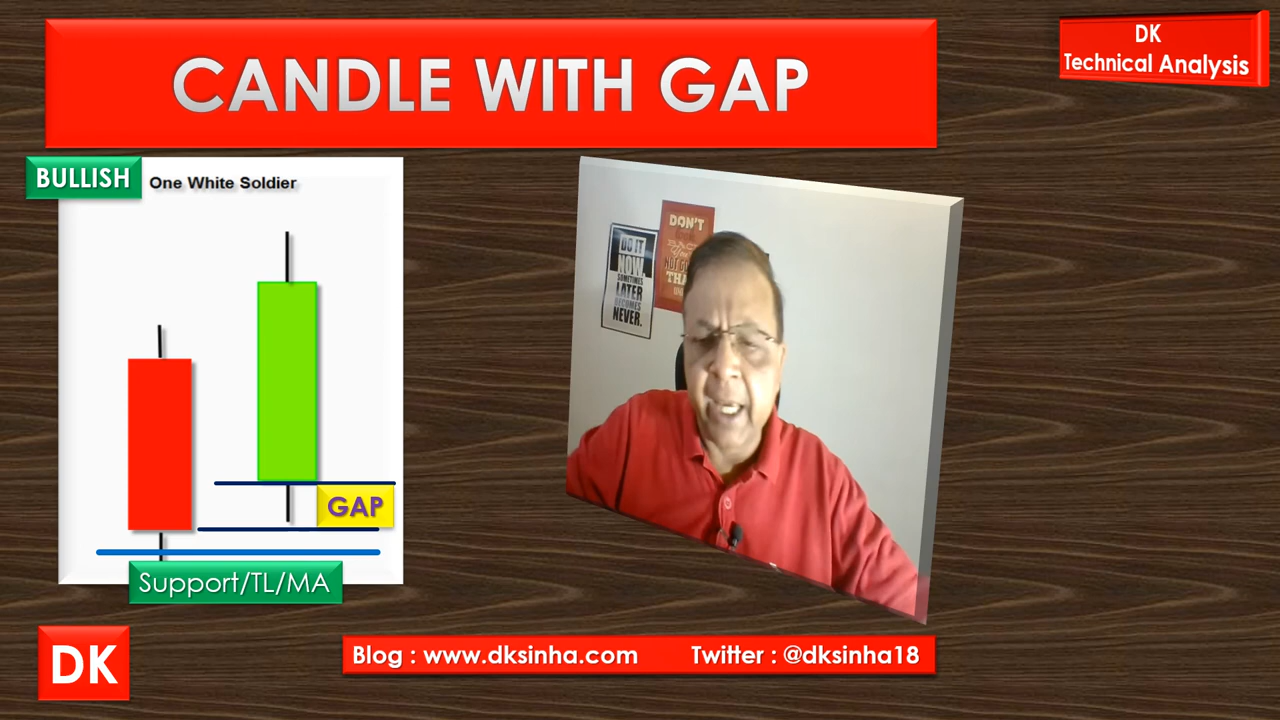 CANDLE WITH GAP
DK
Technical Analysis
BULLISH
One White Soldier
GAP
Support/TL/MA
DO IT
NOW.
SOMETIMES
LATER
BECOMES
NEVER.
DON'T
DK
Blog : www.dksinha.com
Twitter : @dksinha18